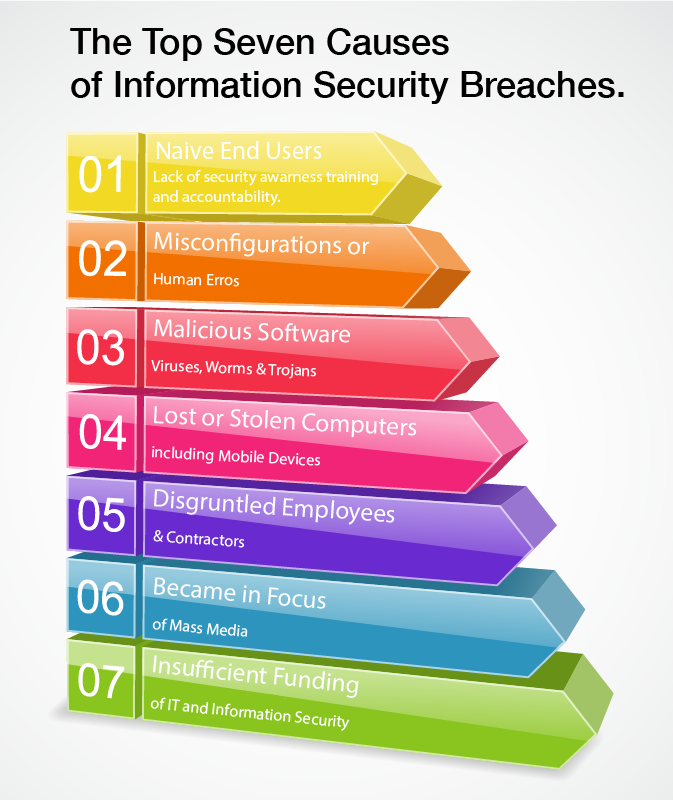 The Top Seven Causes
of Information Security Breaches.
01
Naive End Users
Lack of security awarness training
and accountability.
02
Misconfigurations or
Human Erros
03
Malicious Software
Viruses, Worms & Trojans
04
Lost or Stolen Computers
including Mobile Devices
05
Disgruntled Employees
& Contractors
06
Became in Focus
of Mass Media
07
Insufficient Funding
of IT and Information Security